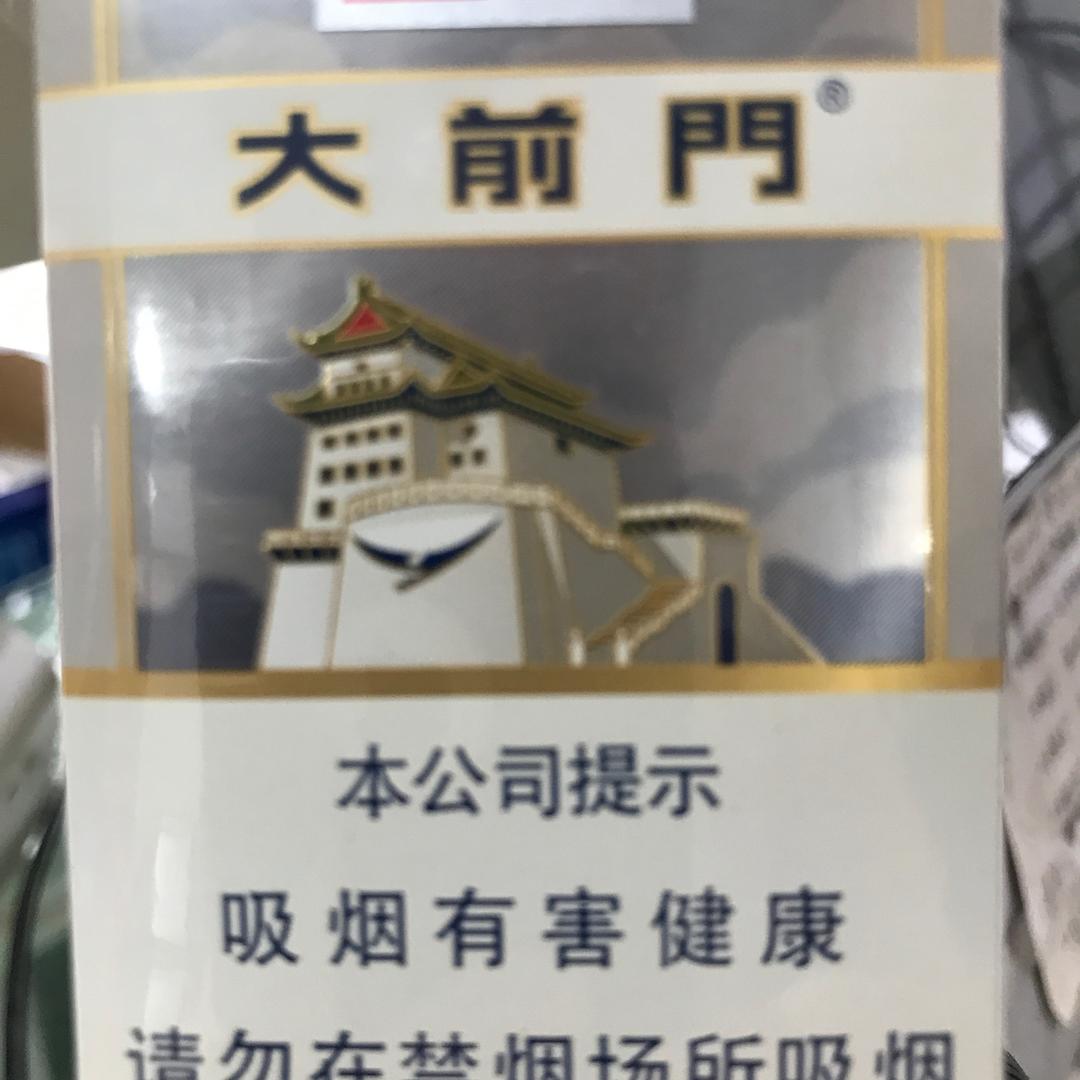 大前門®
本公司提示
吸烟有害健康
请勿在禁烟场所吸烟